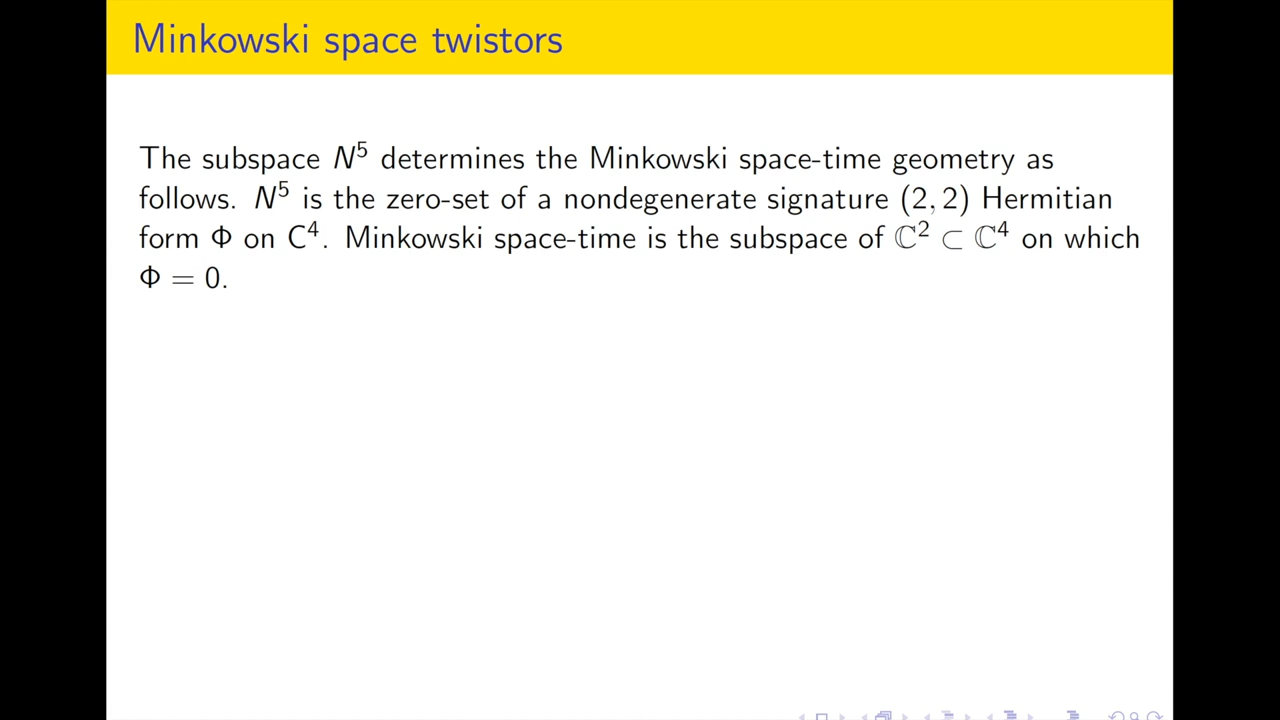 Minkowski space twistors
The subspace N⁵ determines the Minkowski space-time geometry as
follows. N⁵ is the zero-set of a nondegenerate signature (2, 2) Hermitian
form Φ on C⁴. Minkowski space-time is the subspace of ℂ² ⊂ ℂ⁴ on which
Φ = 0.